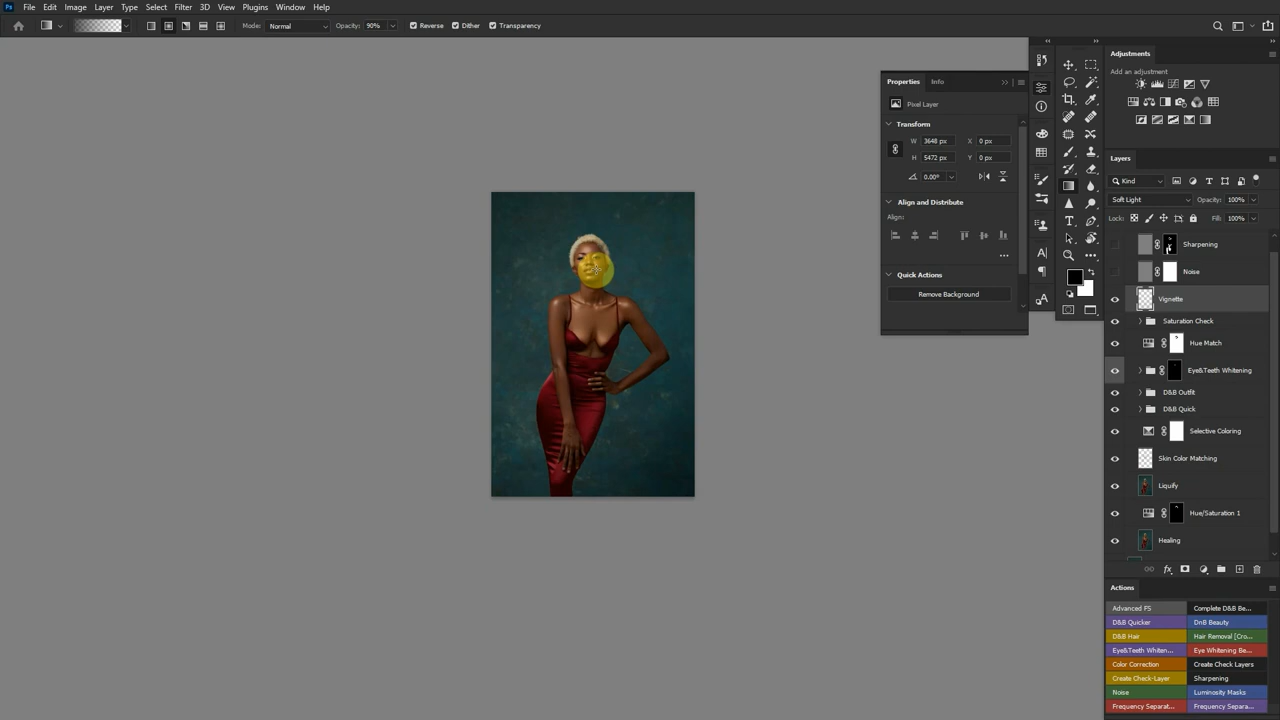 Ps File Edit Image Layer Type Select Filter 3D View Plugins Window Help
Mode: Normal Opacity: 90% Reverse Dither Transparency
Adjustments
Add an adjustment
Properties Info
Pixel Layer
Transform
W 3648 px X 0 px
H 5472 px Y 0 px
0.00°
Align and Distribute
Align:
Quick Actions
Remove Background
Layers
Kind
Soft Light Opacity: 100%
Lock: Fill: 100%
Sharpening
Noise
Vignette
Saturation Check
Hue Match
Eye&Teeth Whitening
D&B Outfit
D&B Quick
Selective Coloring
Skin Color Matching
Liquify
Hue/Saturation 1
Healing
fx
Actions
Advanced FS Complete D&B Be...
D&B Quicker DnB Beauty
D&B Hair Hair Removal [Cro...
Eye&Teeth Whiten... Eye Whitening Be...
Color Correction Create Check Layers
Create Check-Layer Sharpening
Noise Luminosity Masks
Frequency Separat... Frequency Separa...